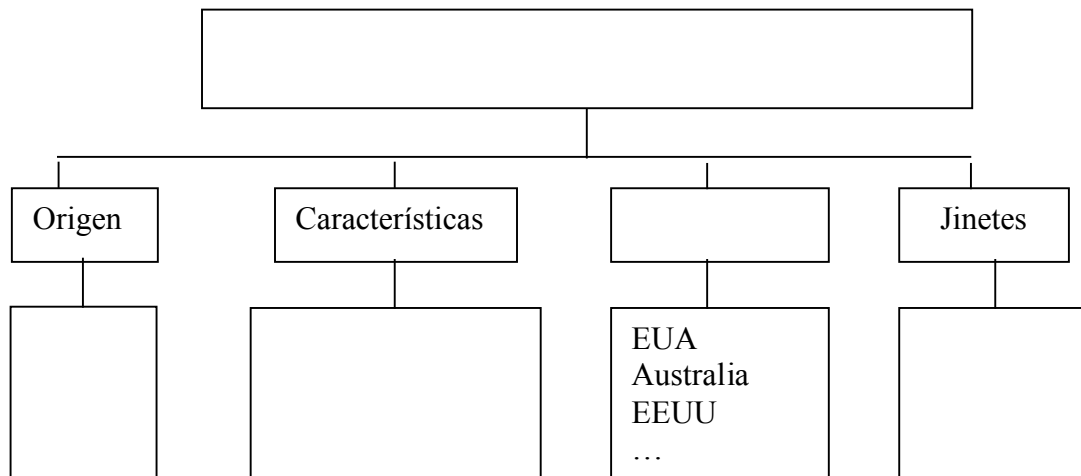 Origen
Características
Jinetes
EUA
Australia
EEUU
…